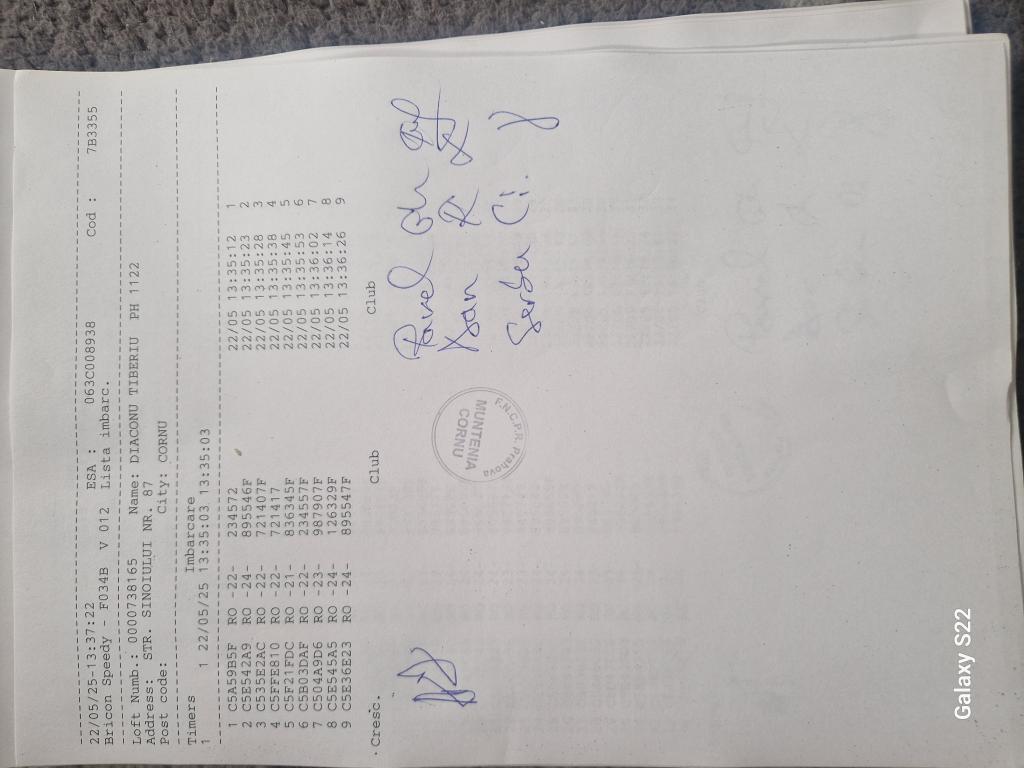 22/05/25-13:37:22 ESA : 063C008938 Cod : 7B3355
Bricon Speedy - F034B V 012 Lista imbarc.
Loft Numb.: 0000738165 Name: DIACONU TIBERIU PH 1122
Address: STR. SINOIULUI NR. 87
Post code: City: CORNU
Timers Imbarcare
1 1 22/05/25 13:35:03 13:35:03
1 C5A59B5F RO -22- 234572 22/05 13:35:12 1
2 C5E542A9 RO -24- 895546F 22/05 13:35:23 2
3 C535E2AC RO -22- 721407F 22/05 13:35:28 3
4 C5FFE810 RO -22- 721417 22/05 13:35:38 4
5 C5F21FDC RO -21- 836345F 22/05 13:35:45 5
6 C5B03DAF RO -22- 234557F 22/05 13:35:53 6
7 C504A9D6 RO -23- 987907F 22/05 13:36:02 7
8 C5E545A5 RO -24- 126329F 22/05 13:36:14 8
9 C5E36E23 RO -24- 895547F 22/05 13:36:26 9
Cresc. Club Club
F.N.C.P.R. Prahova
MUNTENIA
CORNU
Pavel Gh
Dan R
Serban C.
Galaxy S22